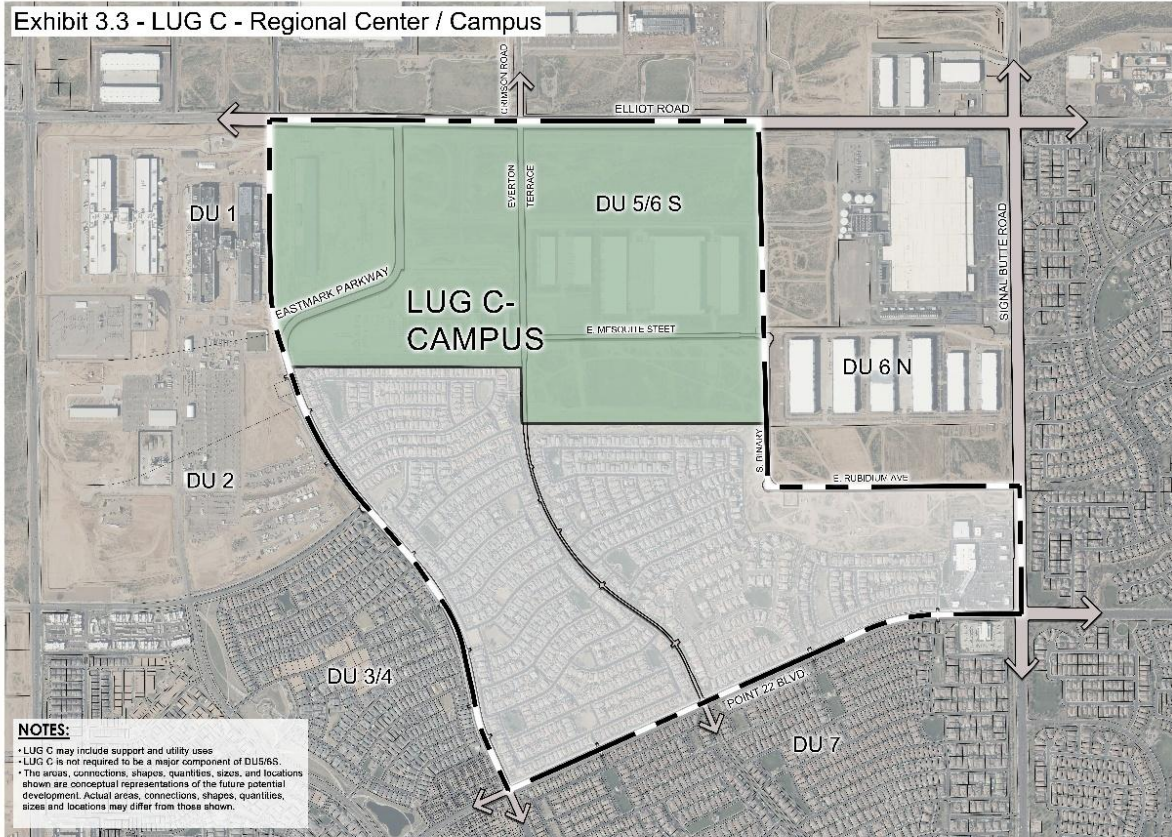 Exhibit 3.3 - LUG C - Regional Center / Campus
CRIMSON ROAD
ELLIOT ROAD
EVERTON
TERRACE
DU 5/6 S
DU 1
SIGNAL BUTTE ROAD
EASTMARK PARKWAY
LUG C-
CAMPUS
E. MESQUITE STEET
DU 6 N
S. BINARY
E. RUBIDIUM AVE
DU 2
DU 3/4
POINT 22 BLVD.
DU 7
NOTES:
• LUG C may include support and utility uses
• LUG C is not required to be a major component of DU5/6S.
• The areas, connections, shapes, quantities, sizes, and locations
shown are conceptual representations of the future potential
development. Actual areas, connections, shapes, quantities,
sizes and locations may differ from those shown.